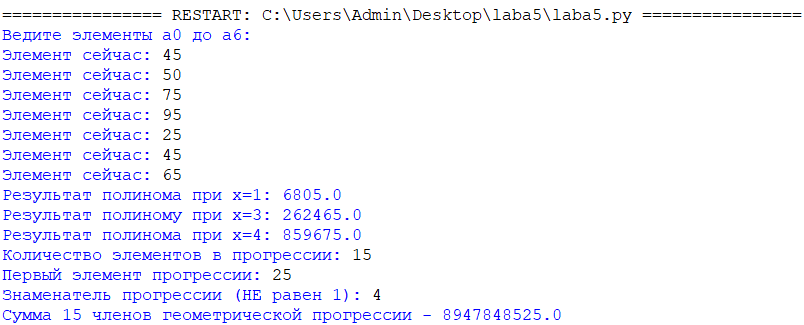 ================ RESTART: C:\Users\Admin\Desktop\laba5\laba5.py ================
Ведите элементы a0 до a6:
Элемент сейчас: 45
Элемент сейчас: 50
Элемент сейчас: 75
Элемент сейчас: 95
Элемент сейчас: 25
Элемент сейчас: 45
Элемент сейчас: 65
Результат полинома при x=1: 6805.0
Результат полиному при x=3: 262465.0
Результат полинома при x=4: 859675.0
Количество элементов в прогрессии: 15
Первый элемент прогрессии: 25
Знаменатель прогрессии (НЕ равен 1): 4
Сумма 15 членов геометрической прогрессии - 8947848525.0